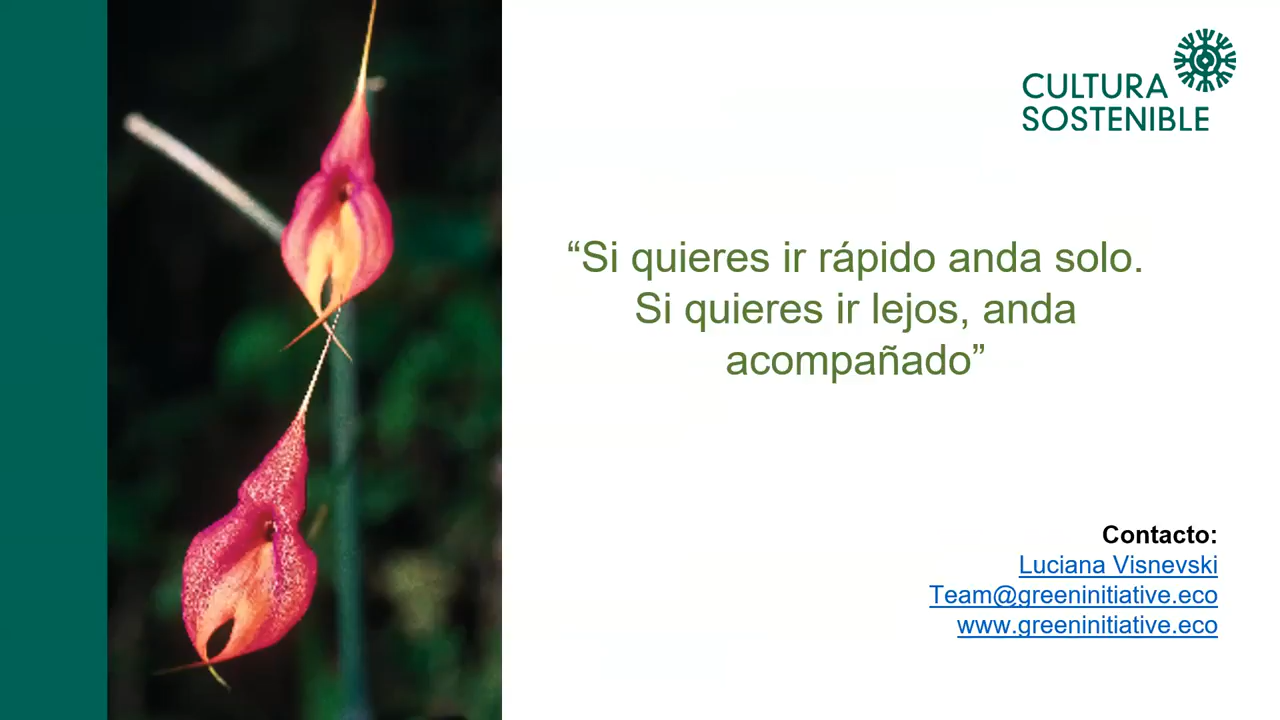 CULTURA
SOSTENIBLE
“Si quieres ir rápido anda solo.
Si quieres ir lejos, anda
acompañado”
Contacto:
Luciana Visnevski
Team@greeninitiative.eco
www.greeninitiative.eco